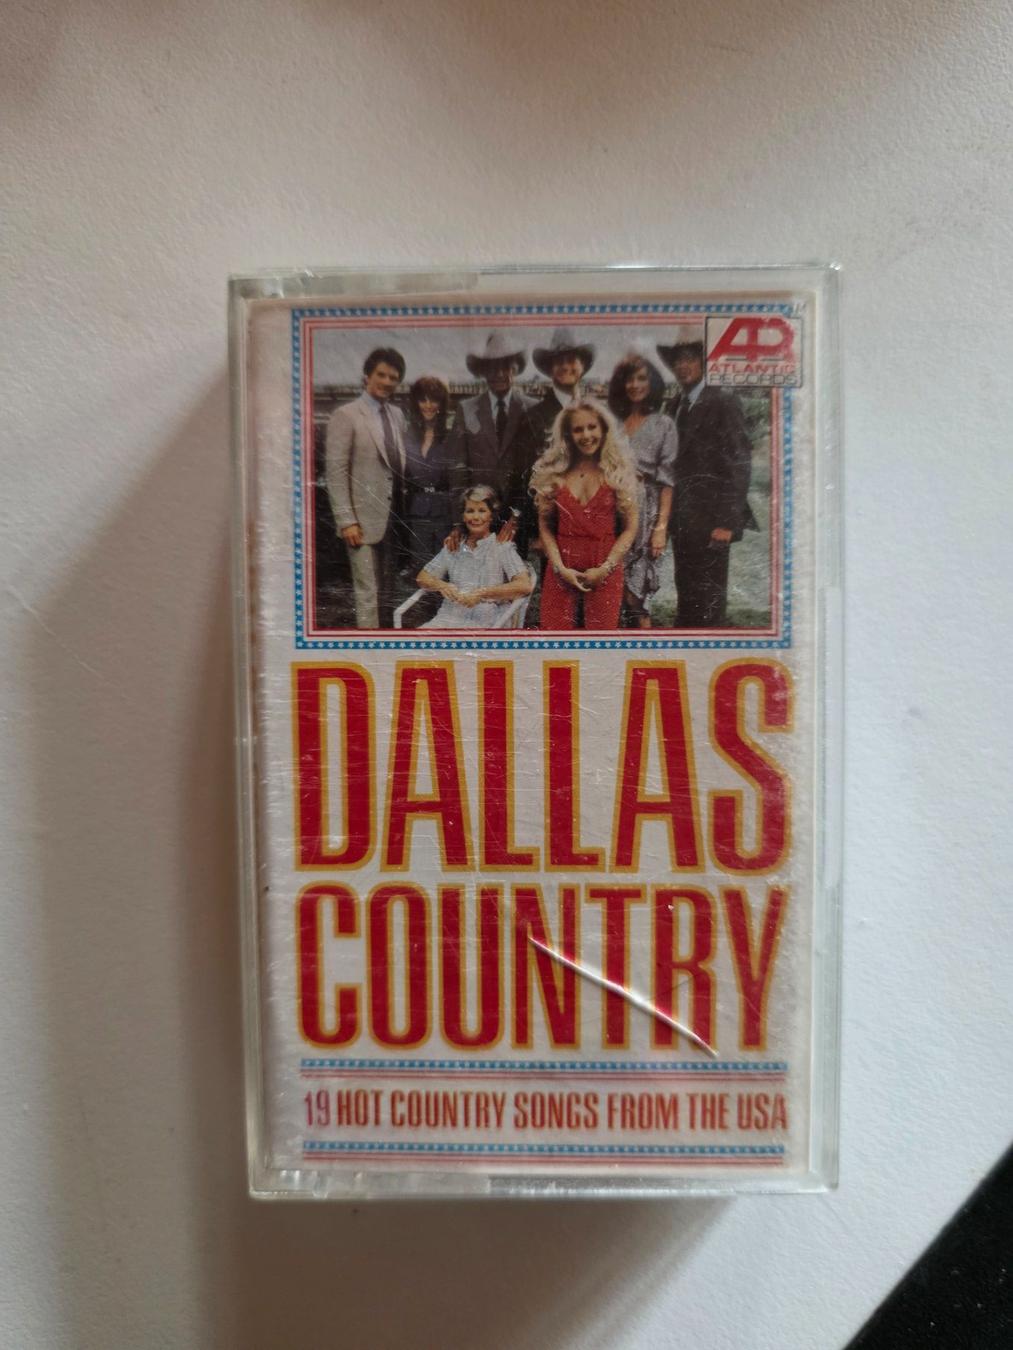 ATLANTIC
RECORDS
DALLAS
COUNTRY
19 HOT COUNTRY SONGS FROM THE USA